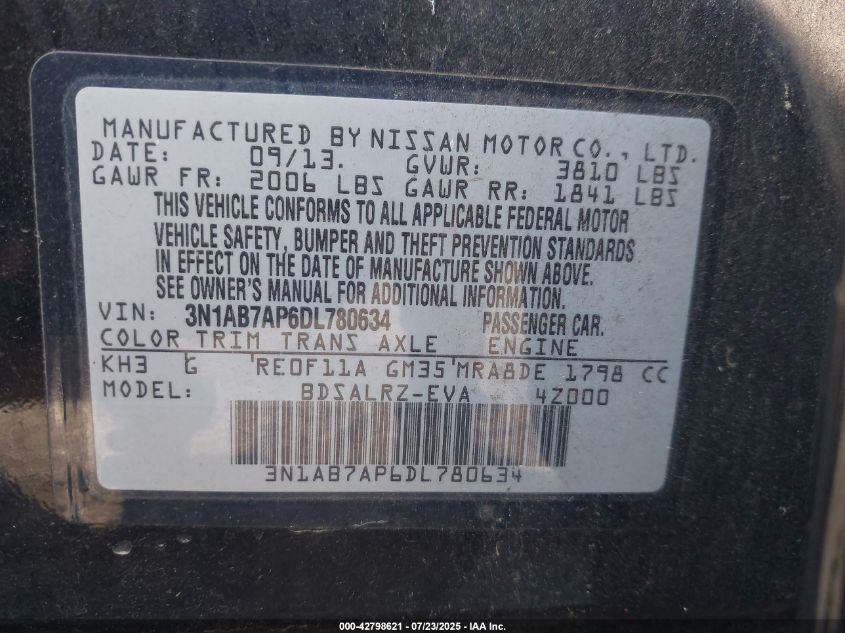 MANUFACTURED BY NISSAN MOTOR CO., LTD.
DATE: 09/13. GVWR: 3810 LBS
GAWR FR: 2006 LBS GAWR RR: 1841 LBS
THIS VEHICLE CONFORMS TO ALL APPLICABLE FEDERAL MOTOR
VEHICLE SAFETY, BUMPER AND THEFT PREVENTION STANDARDS
IN EFFECT ON THE DATE OF MANUFACTURE SHOWN ABOVE.
SEE OWNER'S MANUAL FOR ADDITIONAL INFORMATION.
VIN: 3N1AB7AP6DL780634 PASSENGER CAR.
COLOR TRIM TRANS AXLE ENGINE
KH3 G RE0F11A GM35 MRA8DE 1798 CC
MODEL: BDSALRZ-EVA 4Z000
3N1AB7AP6DL780634
000-42798621 / 07/23/2025 - IAA Inc.